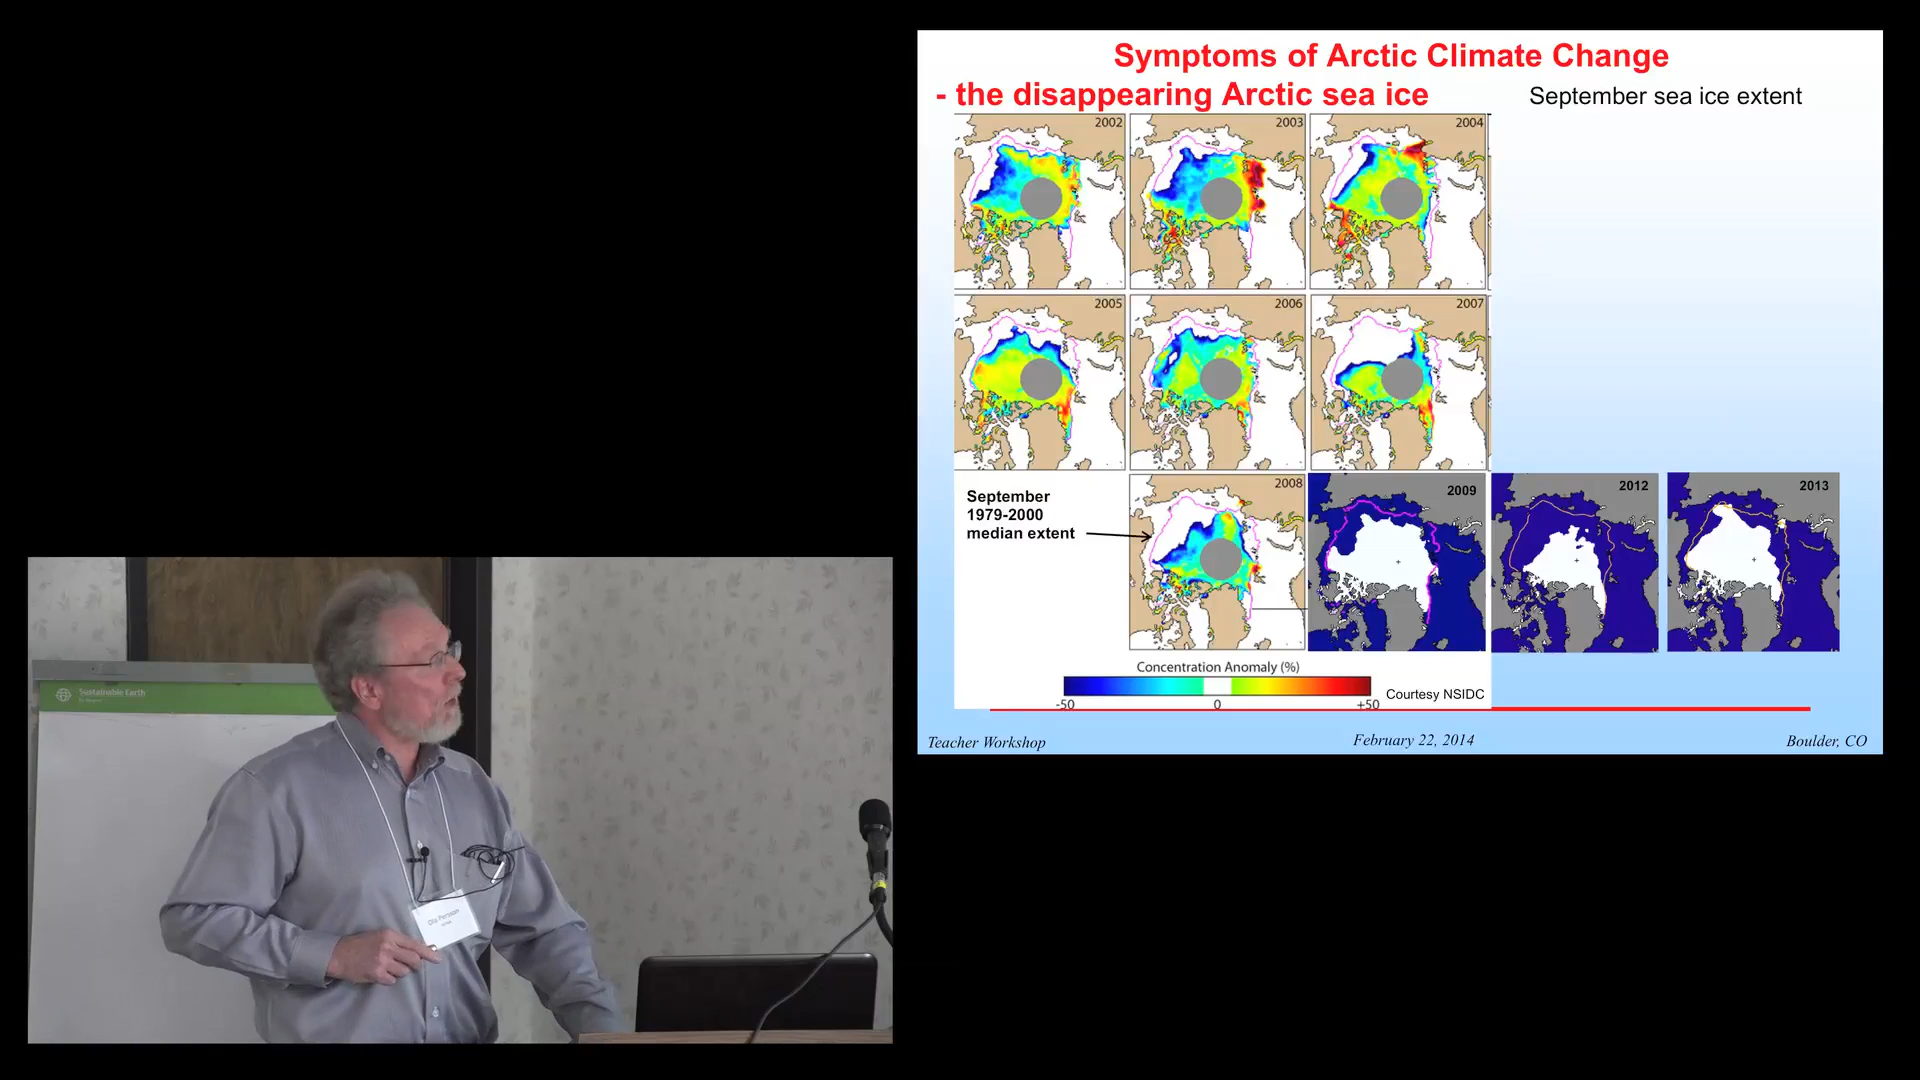 Symptoms of Arctic Climate Change
- the disappearing Arctic sea ice
September sea ice extent
2002
2003
2004
2005
2006
2007
September
1979-2000
median extent
2008
2009
2012
2013
Concentration Anomaly (%)
-50
0
+50
Courtesy NSIDC
Teacher Workshop
February 22, 2014
Boulder, CO
Sustainable Earth
Ola Persson